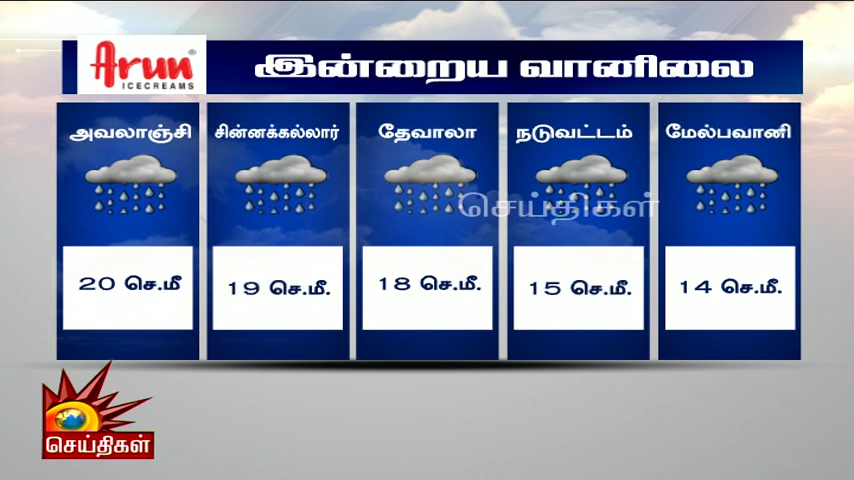 Arun
ICECREAMS
இன்றைய வானிலை
அவலாஞ்சி
சின்னக்கல்லார்
தேவாலா
நடுவட்டம்
மேல்பவானி
செய்திகள்
20 செ.மீ
19 செ.மீ.
18 செ.மீ.
15 செ.மீ.
14 செ.மீ.
செய்திகள்